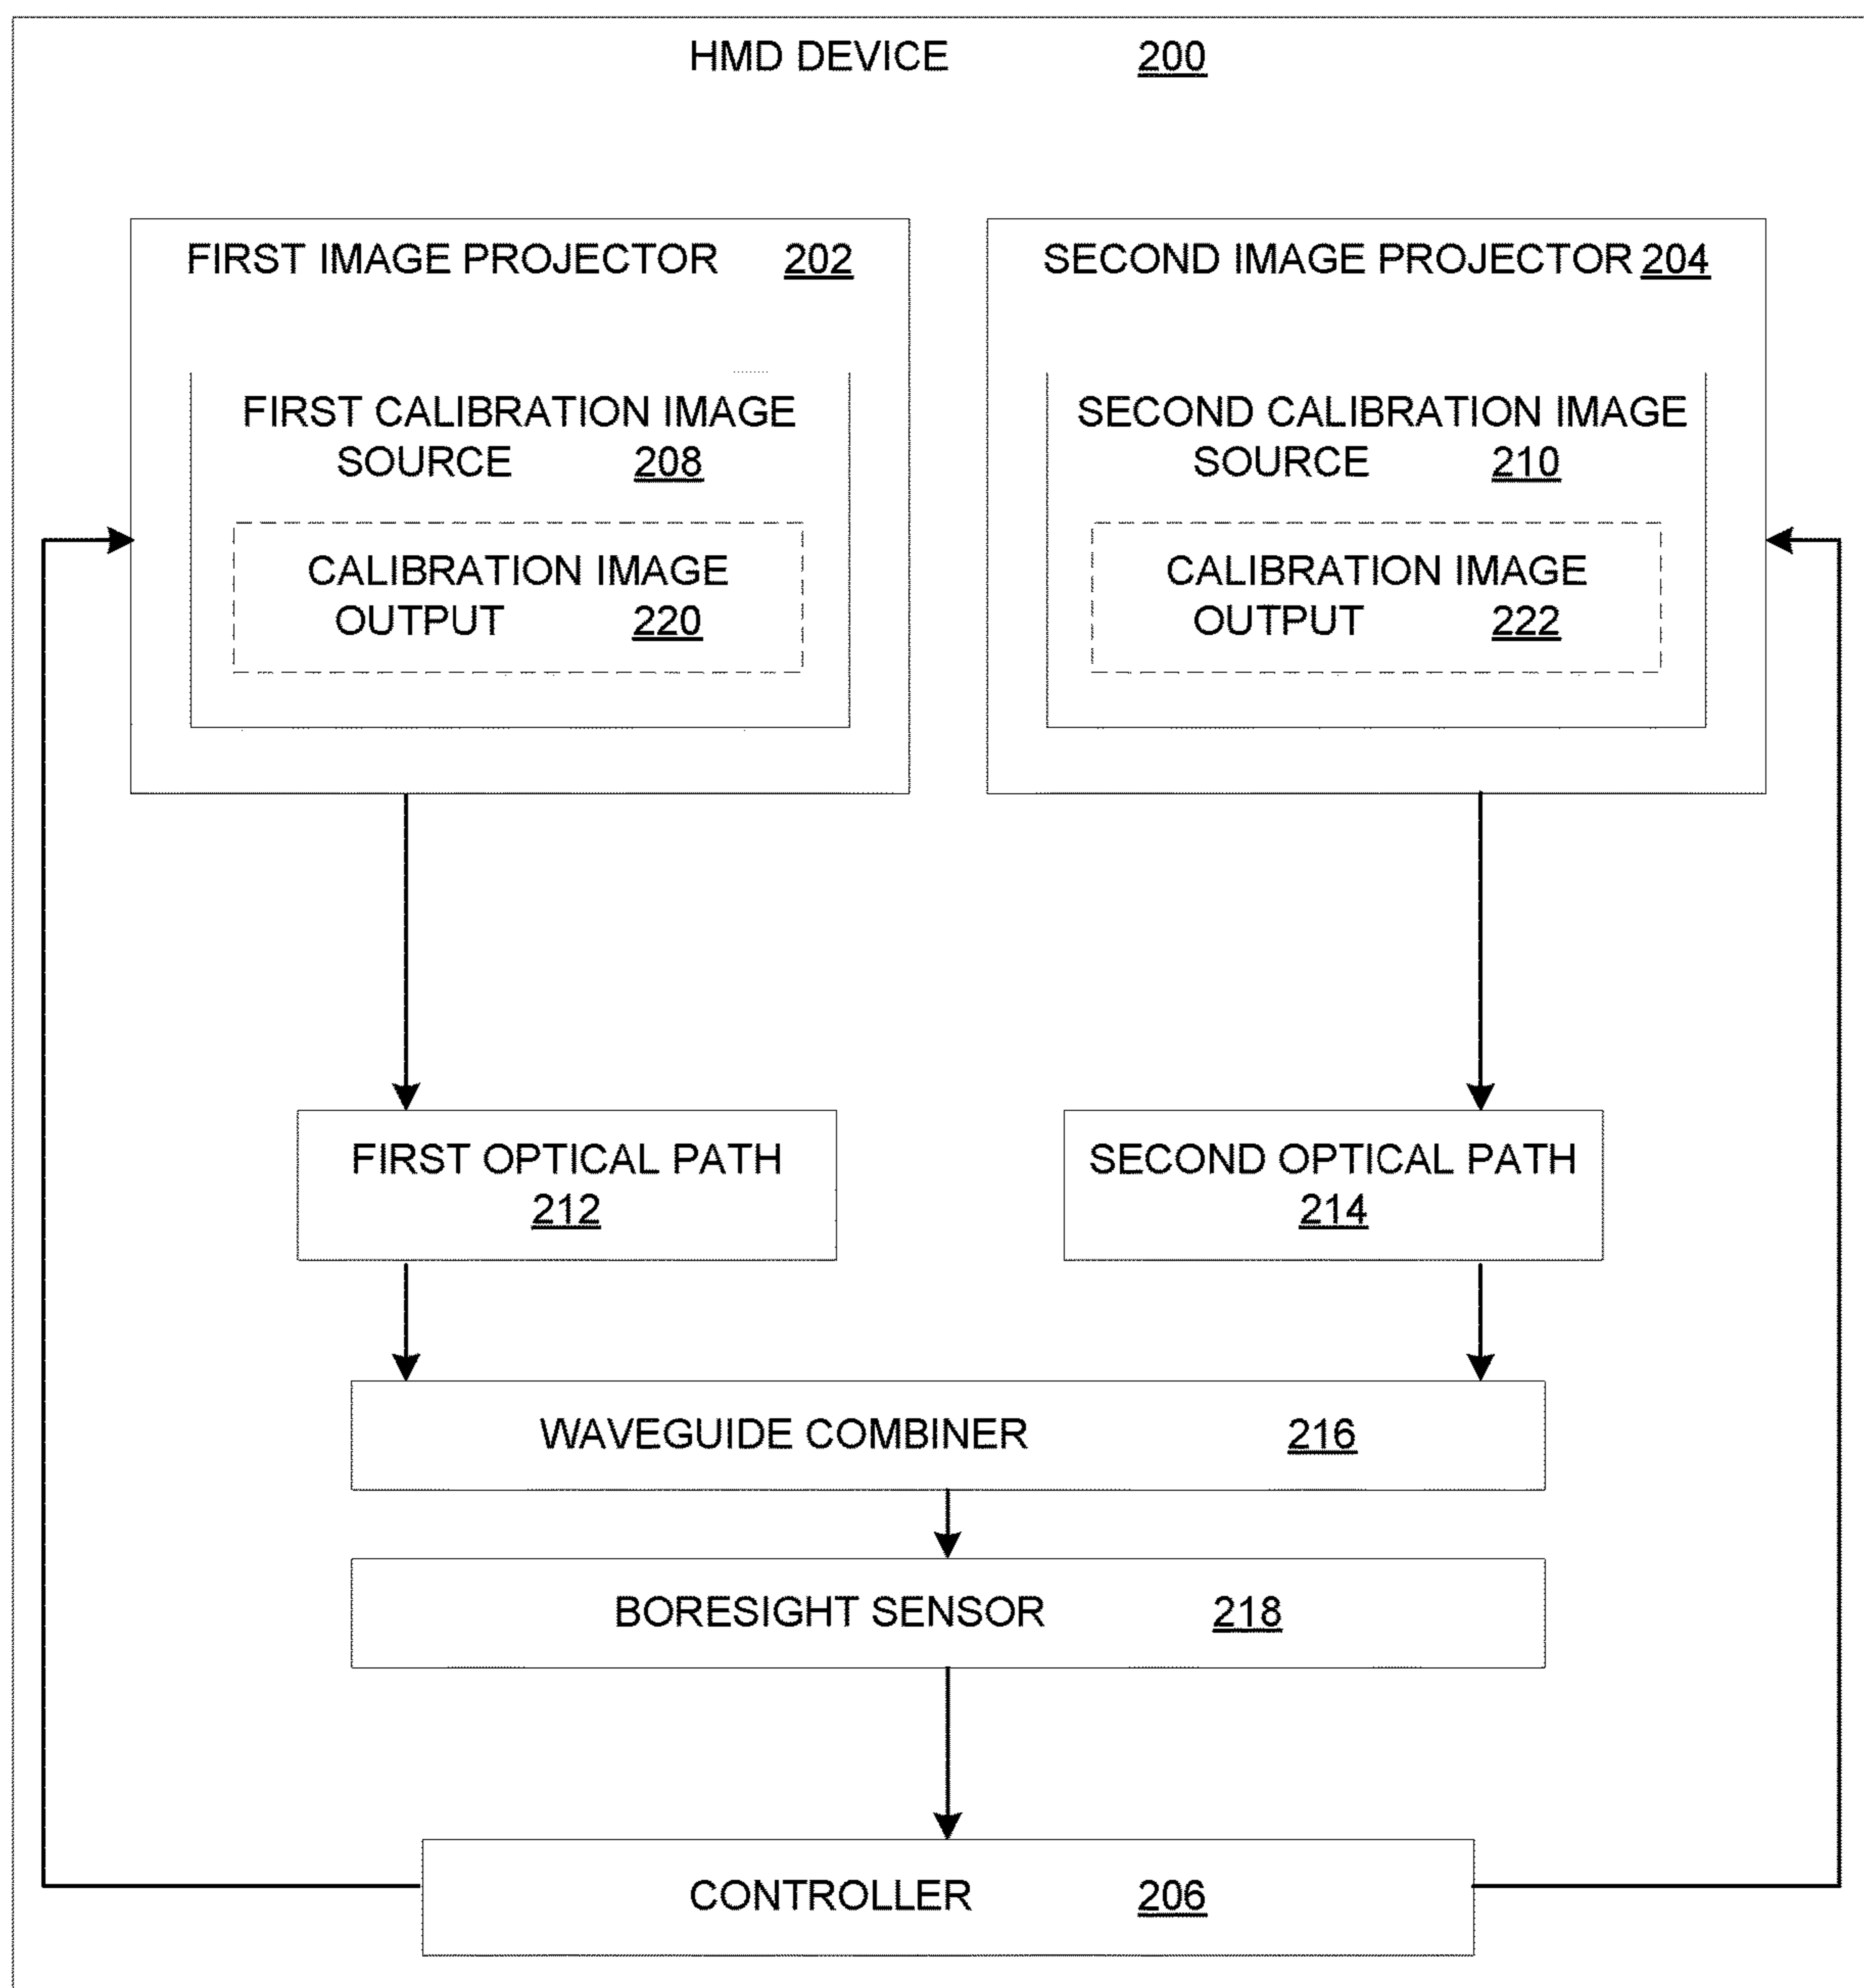 HMD DEVICE 200
FIRST IMAGE PROJECTOR 202
FIRST CALIBRATION IMAGE
SOURCE 208
CALIBRATION IMAGE
OUTPUT 220
SECOND IMAGE PROJECTOR 204
SECOND CALIBRATION IMAGE
SOURCE 210
CALIBRATION IMAGE
OUTPUT 222
FIRST OPTICAL PATH
212
SECOND OPTICAL PATH
214
WAVEGUIDE COMBINER 216
BORESIGHT SENSOR 218
CONTROLLER 206